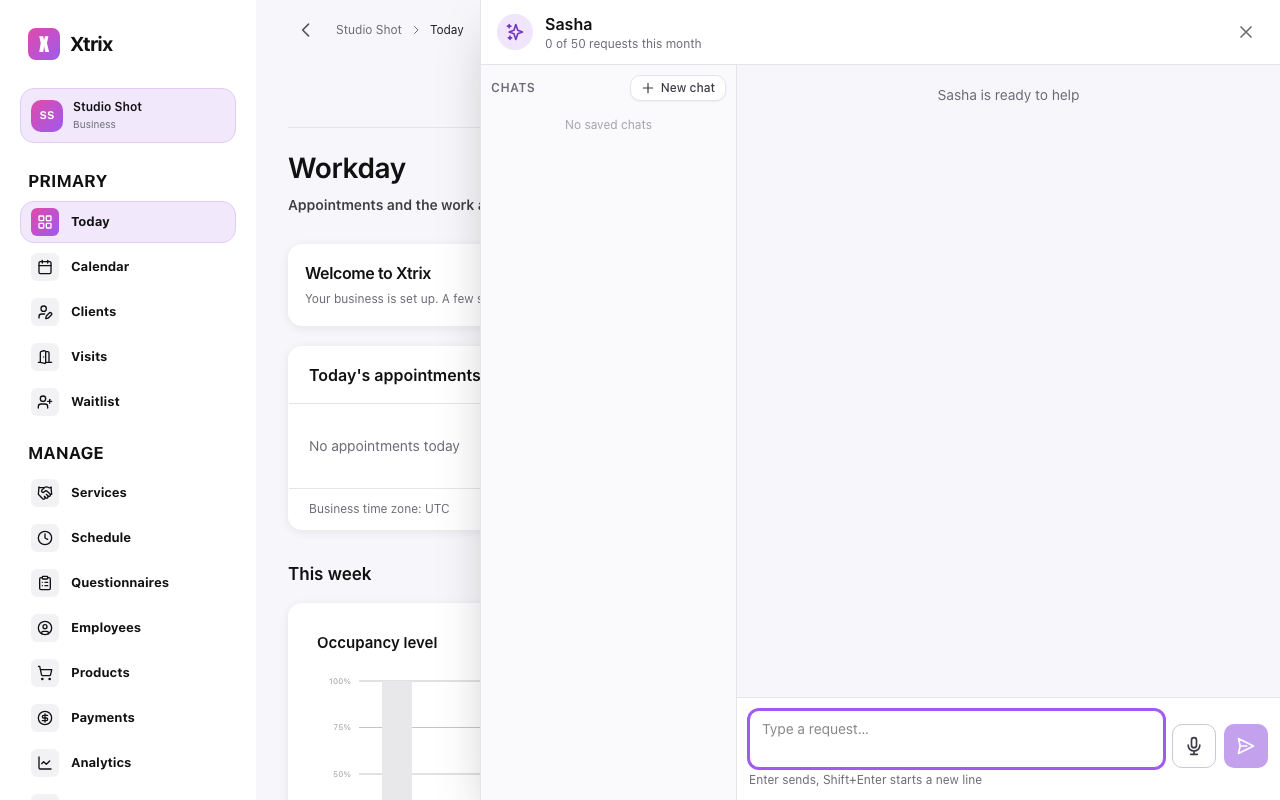 Xtrix
SS
Studio Shot
Business
PRIMARY
Today
Calendar
Clients
Visits
Waitlist
MANAGE
Services
Schedule
Questionnaires
Employees
Products
Payments
Analytics
Studio Shot > Today
Workday
Appointments and the work
Welcome to Xtrix
Your business is set up. A few
Today's appointments
No appointments today
Business time zone: UTC
This week
Occupancy level
100%
75%
50%
Sasha
0 of 50 requests this month
CHATS
New chat
No saved chats
Sasha is ready to help
Type a request...
Enter sends, Shift+Enter starts a new line